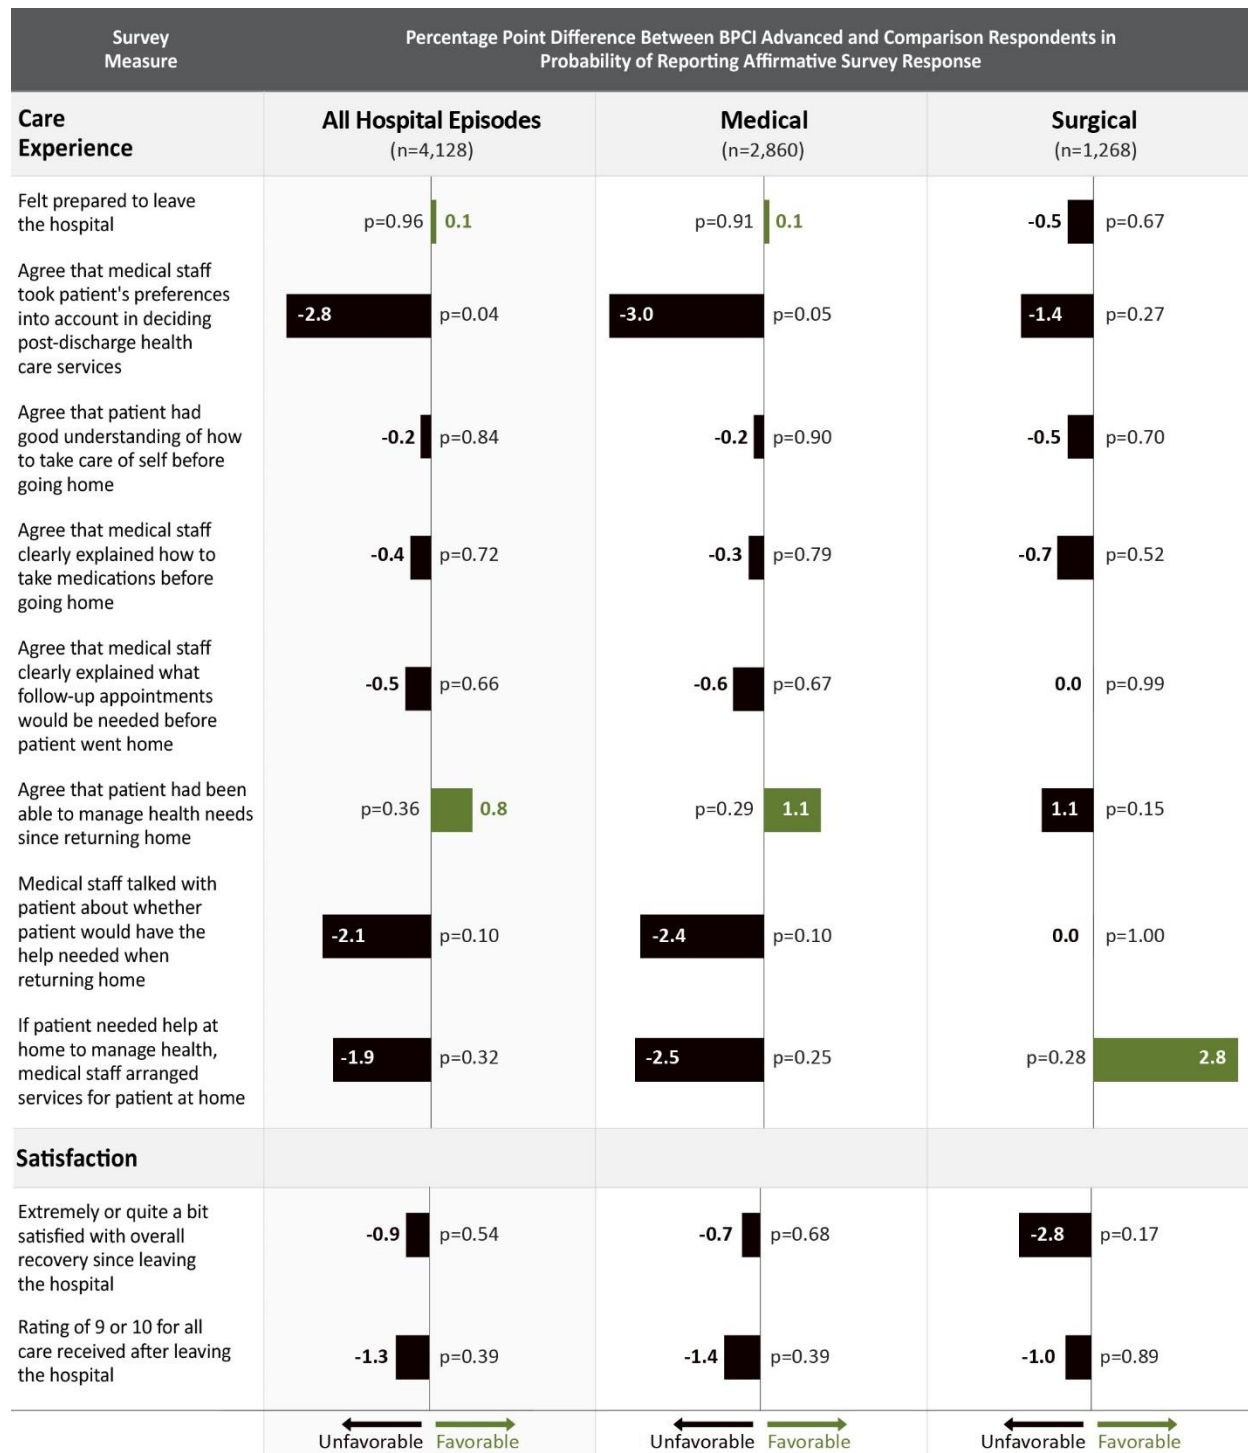 Survey
Measure
Percentage Point Difference Between BPCI Advanced and Comparison Respondents in
Probability of Reporting Affirmative Survey Response
Care
Experience
All Hospital Episodes
(n=4,128)
Medical
(n=2,860)
Surgical
(n=1,268)
Felt prepared to leave
the hospital
p=0.96 0.1
p=0.91 0.1
-0.5 p=0.67
Agree that medical staff
took patient's preferences
into account in deciding
post-discharge health
care services
-2.8 p=0.04
-3.0 p=0.05
-1.4 p=0.27
Agree that patient had
good understanding of how
to take care of self before
going home
-0.2 p=0.84
-0.2 p=0.90
-0.5 p=0.70
Agree that medical staff
clearly explained how to
take medications before
going home
-0.4 p=0.72
-0.3 p=0.79
-0.7 p=0.52
Agree that medical staff
clearly explained what
follow-up appointments
would be needed before
patient went home
-0.5 p=0.66
-0.6 p=0.67
0.0 p=0.99
Agree that patient had been
able to manage health needs
since returning home
p=0.36 0.8
p=0.29 1.1
1.1 p=0.15
Medical staff talked with
patient about whether
patient would have the
help needed when
returning home
-2.1 p=0.10
-2.4 p=0.10
0.0 p=1.00
If patient needed help at
home to manage health,
medical staff arranged
services for patient at home
-1.9 p=0.32
-2.5 p=0.25
p=0.28 2.8
Satisfaction
Extremely or quite a bit
satisfied with overall
recovery since leaving
the hospital
-0.9 p=0.54
-0.7 p=0.68
-2.8 p=0.17
Rating of 9 or 10 for all
care received after leaving
the hospital
-1.3 p=0.39
-1.4 p=0.39
-1.0 p=0.89
Unfavorable Favorable
Unfavorable Favorable
Unfavorable Favorable